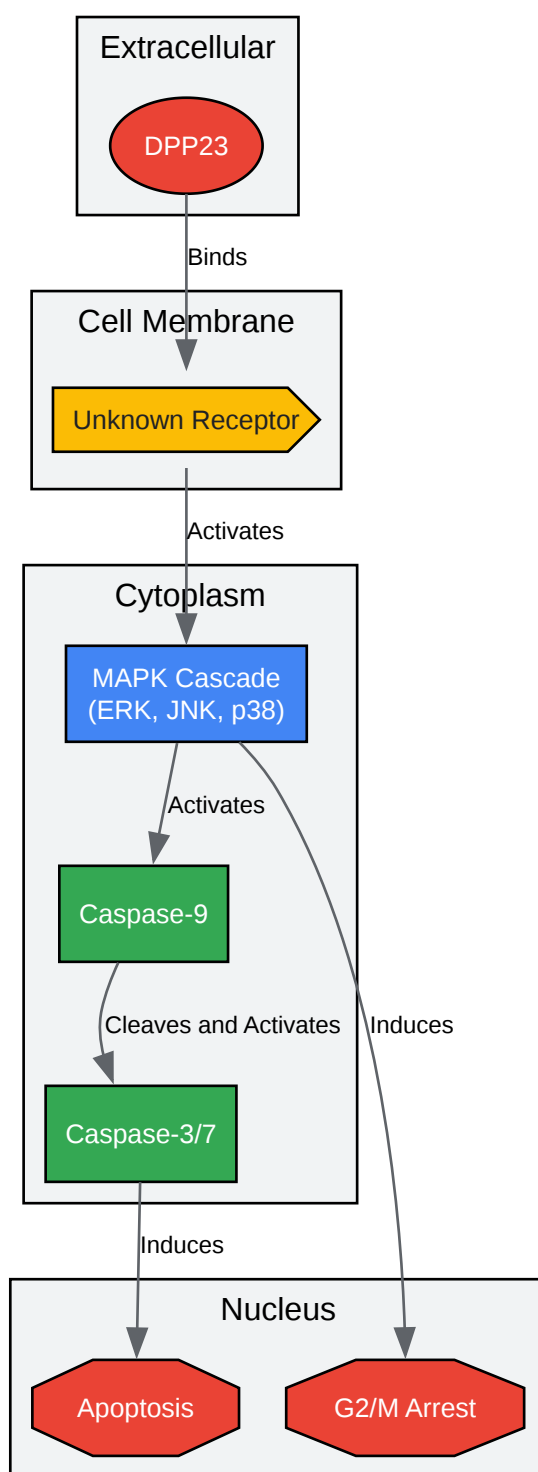 Extracellular
DPP23
Binds
Cell Membrane
Unknown Receptor
Activates
Cytoplasm
MAPK Cascade
(ERK, JNK, p38)
Activates
Caspase-9
Cleaves and Activates
Induces
Caspase-3/7
Induces
Nucleus
Apoptosis
G2/M Arrest